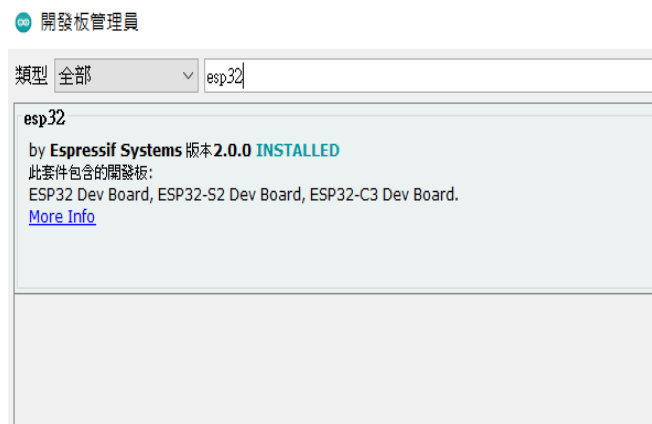 開發板管理員
類型 全部 esp32
esp32
by Espressif Systems 版本2.0.0 INSTALLED
此套件包含的開發板:
ESP32 Dev Board, ESP32-S2 Dev Board, ESP32-C3 Dev Board.
More Info